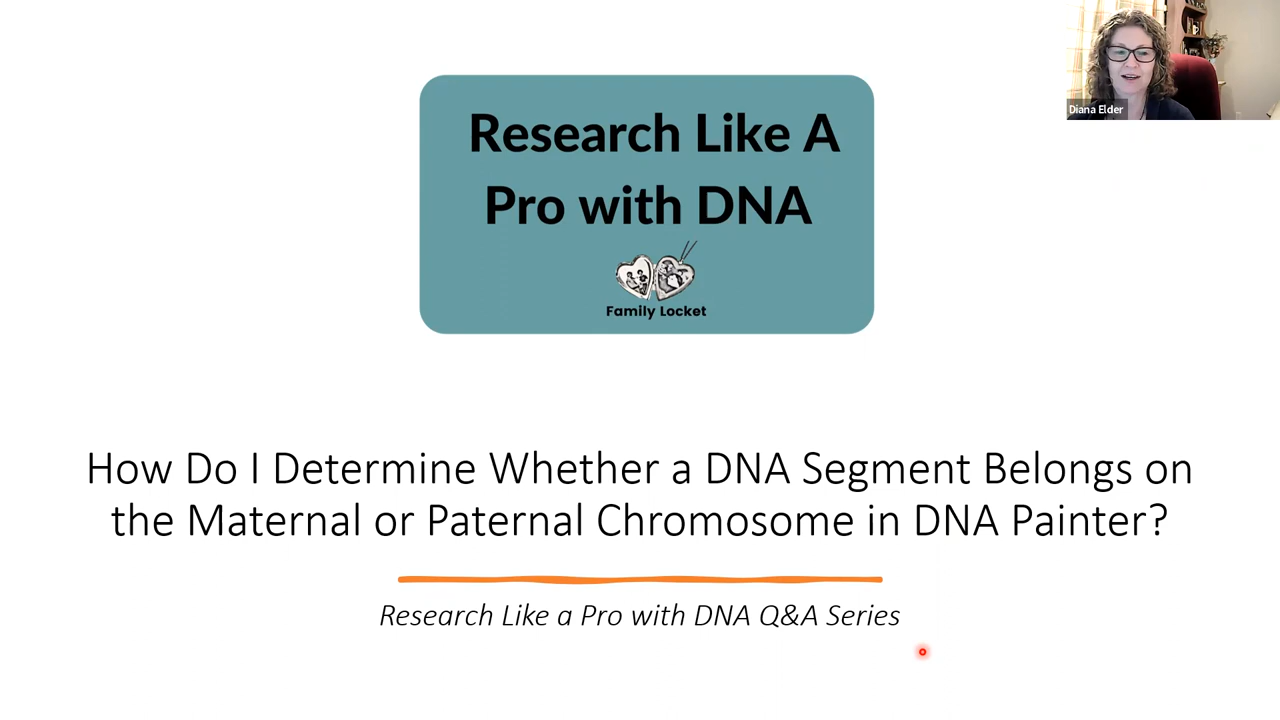 Research Like A
Pro with DNA
Family Locket
Diana Elder
How Do I Determine Whether a DNA Segment Belongs on
the Maternal or Paternal Chromosome in DNA Painter?
Research Like a Pro with DNA Q&A Series